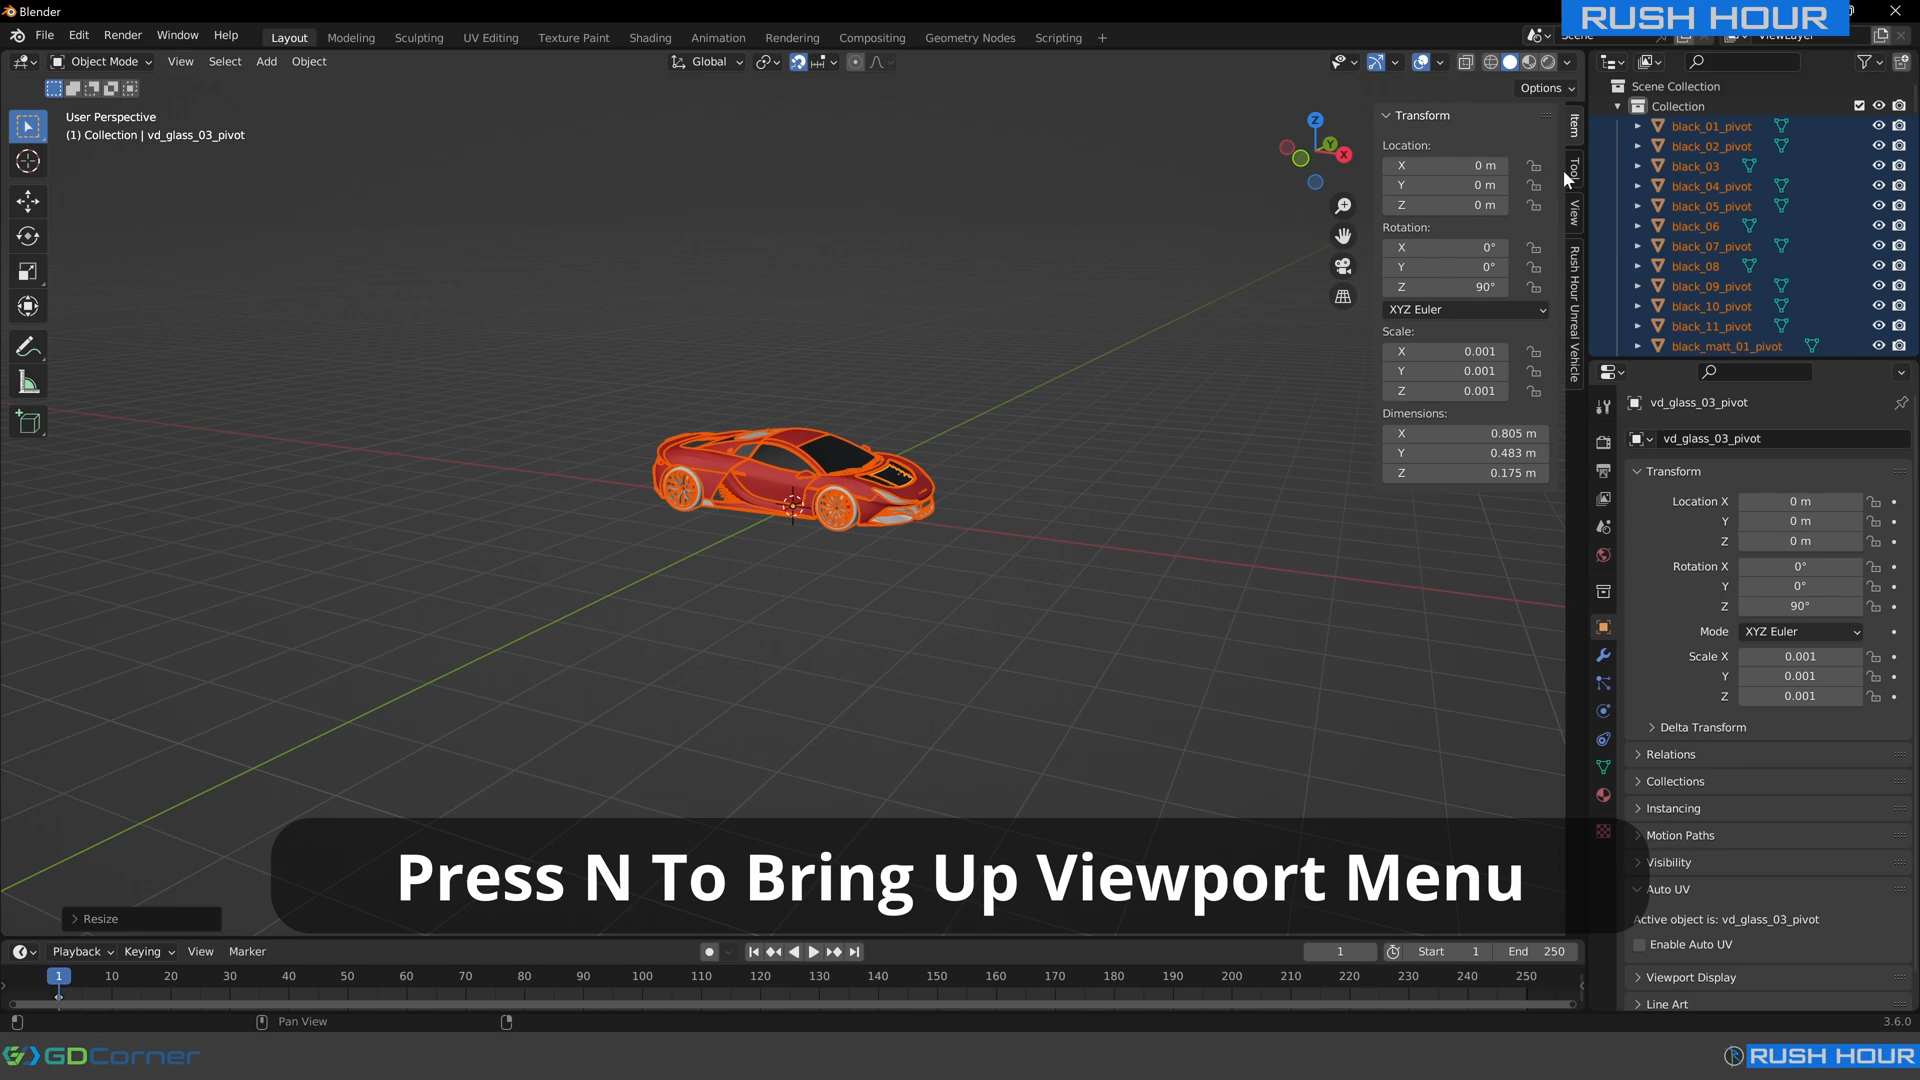 Blender
RUSH HOUR
File Edit Render Window Help
Layout Modeling Sculpting UV Editing Texture Paint Shading Animation Rendering Compositing Geometry Nodes Scripting +
Object Mode View Select Add Object
Global
Options
User Perspective
(1) Collection | vd_glass_03_pivot
Z
Y
X
Transform
Location:
X 0 m
Y 0 m
Z 0 m
Rotation:
X 0°
Y 0°
Z 90°
XYZ Euler
Scale:
X 0.001
Y 0.001
Z 0.001
Dimensions:
X 0.805 m
Y 0.483 m
Z 0.175 m
Item
Tool
View
Rush Hour Unreal Vehicle
Scene Collection
Collection
black_01_pivot
black_02_pivot
black_03
black_04_pivot
black_05_pivot
black_06
black_07_pivot
black_08
black_09_pivot
black_10_pivot
black_11_pivot
black_matt_01_pivot
vd_glass_03_pivot
vd_glass_03_pivot
Transform
Location X 0 m
Y 0 m
Z 0 m
Rotation X 0°
Y 0°
Z 90°
Mode XYZ Euler
Scale X 0.001
Y 0.001
Z 0.001
Delta Transform
Relations
Collections
Instancing
Motion Paths
Visibility
Auto UV
Active object is: vd_glass_03_pivot
Enable Auto UV
Viewport Display
Line Art
Press N To Bring Up Viewport Menu
Resize
Playback Keying View Marker
1 Start 1 End 250
1 10 20 30 40 50 60 70 80 90 100 110 120 130 140 150 160 170 180 190 200 210 220 230 240 250
Pan View
3.6.0
GDCorner
RUSH HOUR